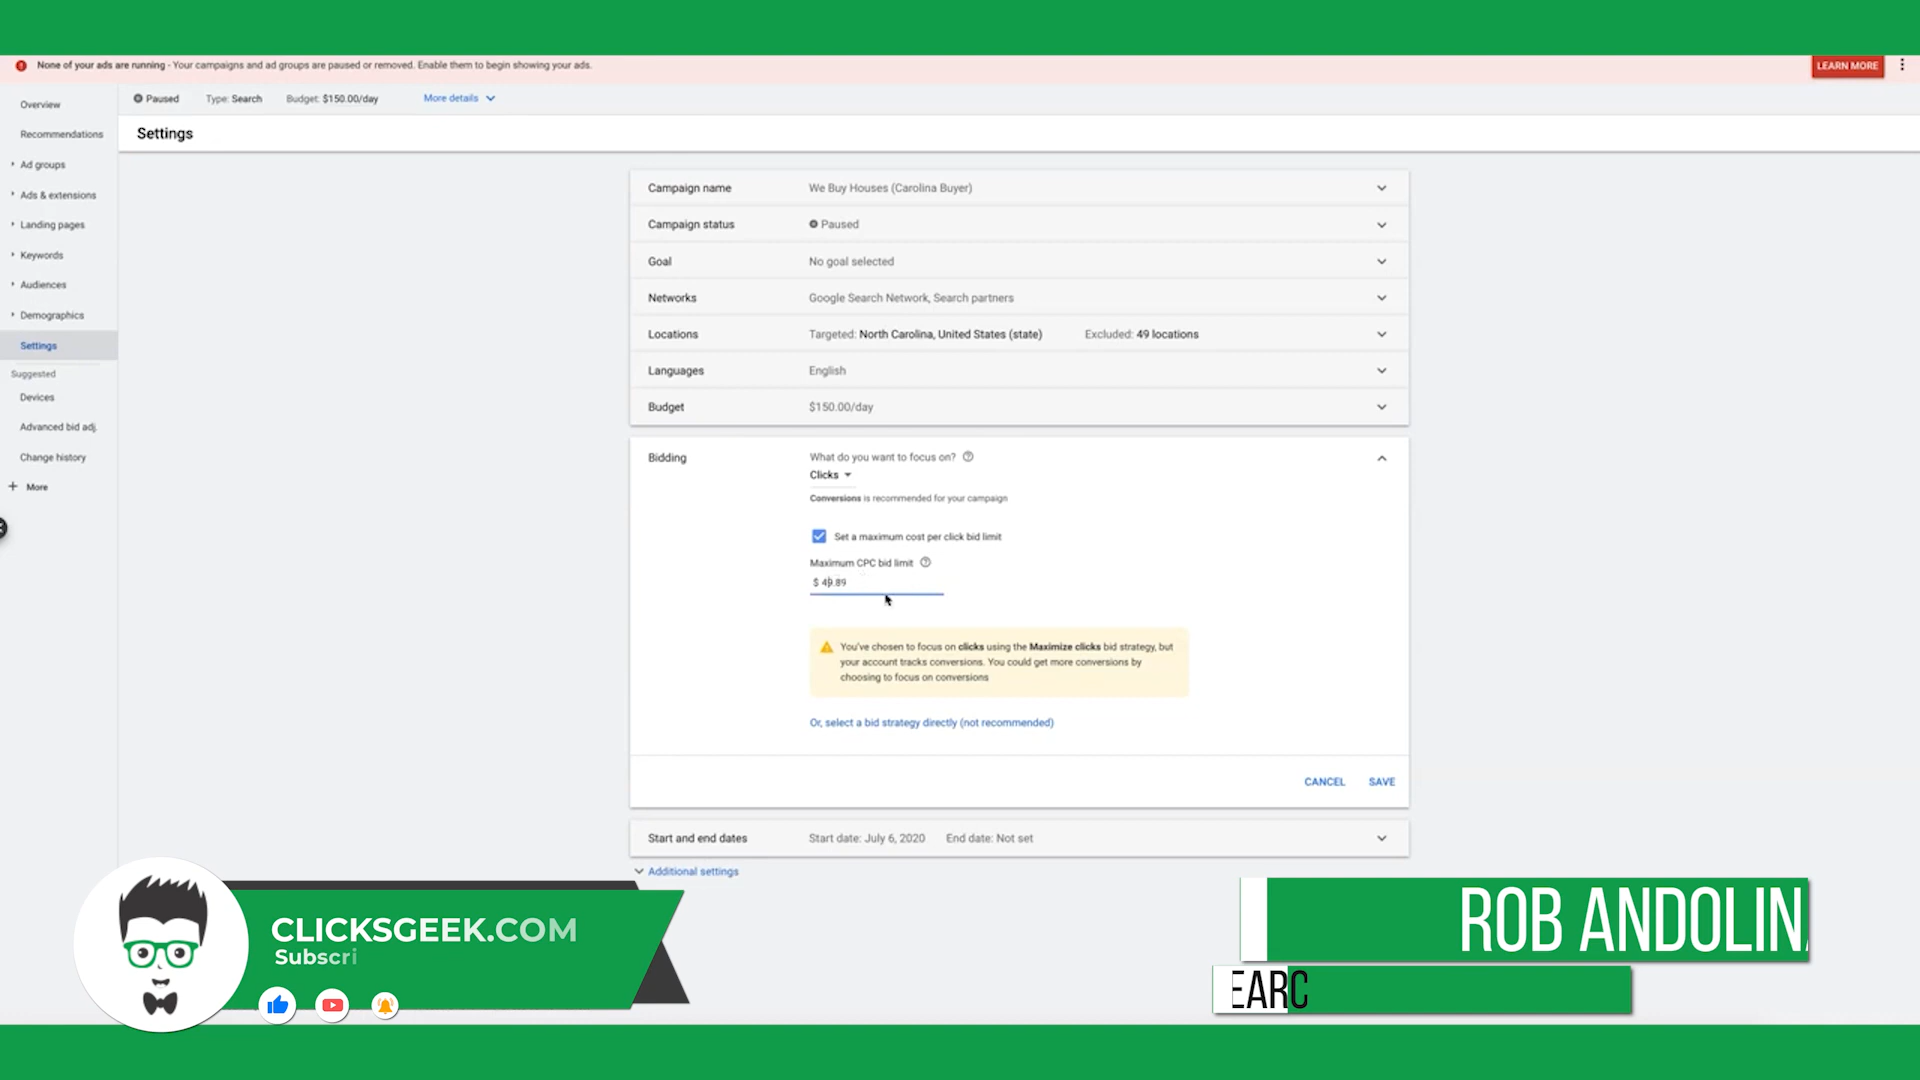 None of your ads are running - Your campaigns and ad groups are paused or removed. Enable them to begin showing your ads.
LEARN MORE
Paused Type: Search Budget: $150.00/day More details
Settings
Overview
Recommendations
Ad groups
Ads & extensions
Landing pages
Keywords
Audiences
Demographics
Settings
Suggested
Devices
Advanced bid adj.
Change history
+ More
Campaign name We Buy Houses (Carolina Buyer)
Campaign status Paused
Goal No goal selected
Networks Google Search Network, Search partners
Locations Targeted: North Carolina, United States (state) Excluded: 49 locations
Languages English
Budget $150.00/day
Bidding What do you want to focus on?
Clicks
Conversions is recommended for your campaign
Set a maximum cost per click bid limit
Maximum CPC bid limit
$ 49.89
You've chosen to focus on clicks using the Maximize clicks bid strategy, but
your account tracks conversions. You could get more conversions by
choosing to focus on conversions
Or, select a bid strategy directly (not recommended)
CANCEL SAVE
Start and end dates Start date: July 6, 2020 End date: Not set
Additional settings
CLICKSGEEK.COM
Subscri
ROB ANDOLIN
EARC